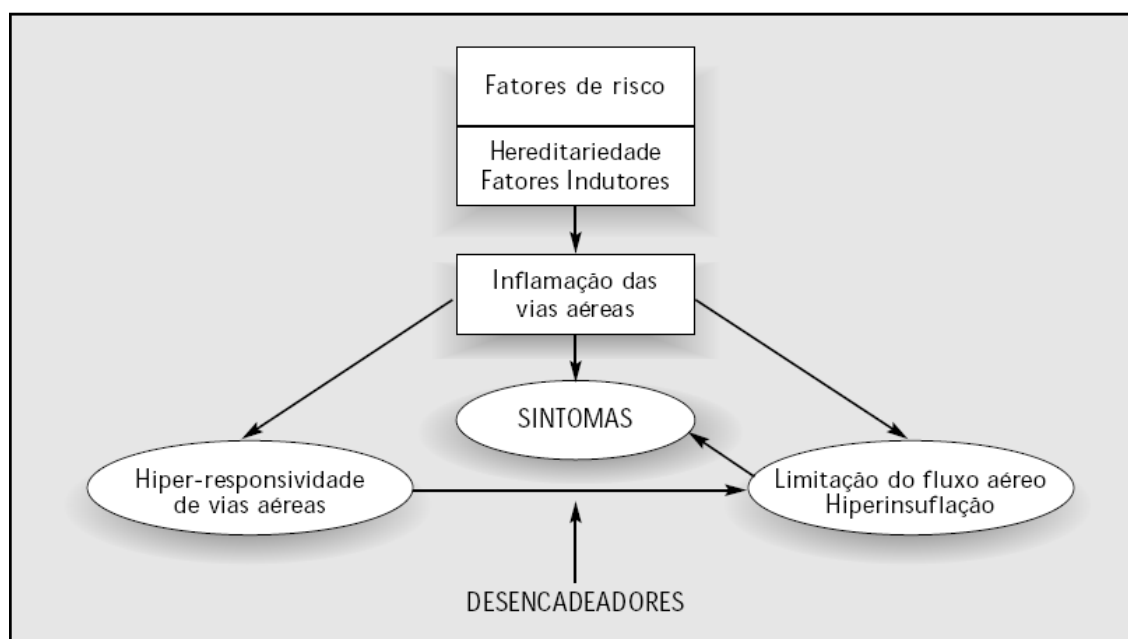 Fatores de risco
Hereditariedade
Fatores Indutores
Inflamação das
vias aéreas
SINTOMAS
Hiper-responsividade
de vias aéreas
Limitação do fluxo aéreo
Hiperinsuflação
DESENCADEADORES